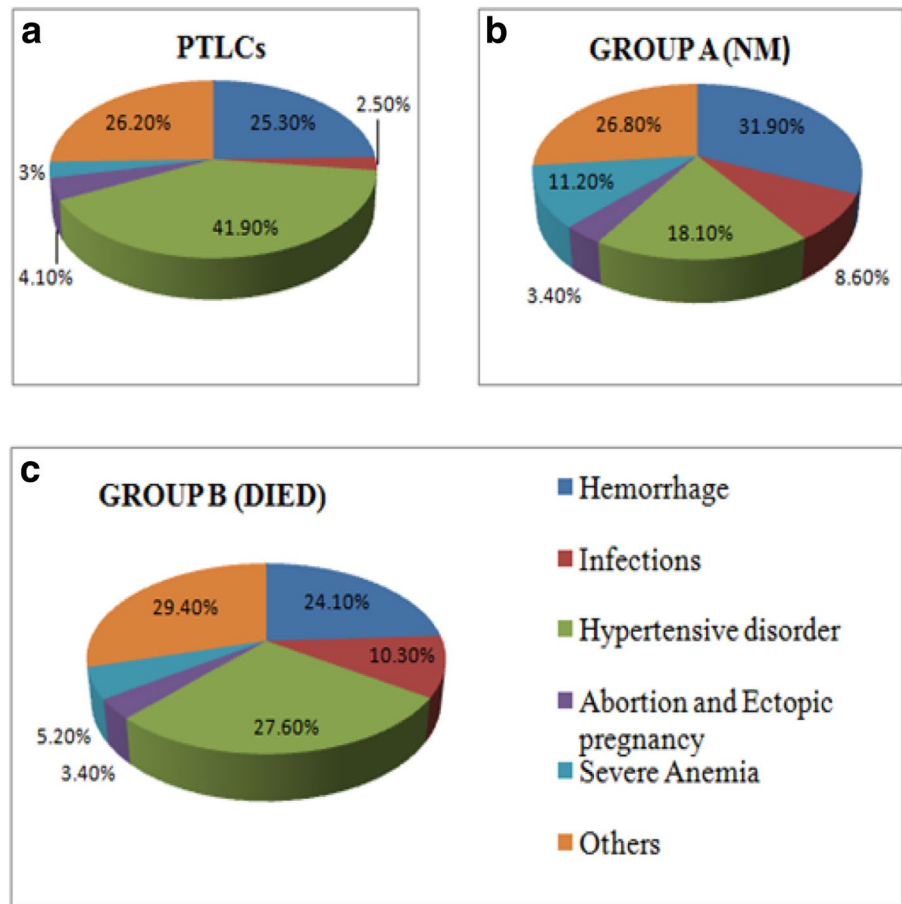 a
PTLCs
2.50%
26.20%
25.30%
3%
41.90%
4.10%
b
GROUP A (NM)
26.80%
31.90%
11.20%
18.10%
3.40%
8.60%
c
GROUP B (DIED)
29.40%
24.10%
10.30%
27.60%
5.20%
3.40%
Hemorrhage
Infections
Hypertensive disorder
Abortion and Ectopic
pregnancy
Severe Anemia
Others